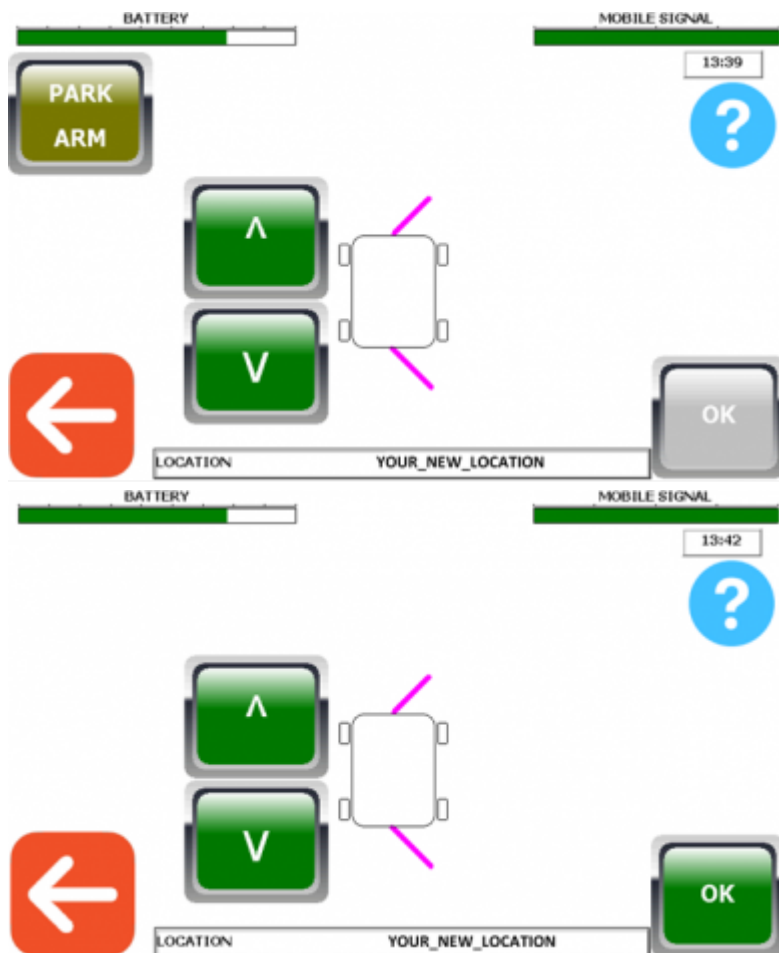 BATTERY
MOBILE SIGNAL
13:39
PARK
ARM
?
^
V
OK
LOCATION YOUR_NEW_LOCATION
BATTERY
MOBILE SIGNAL
13:42
?
^
V
OK
LOCATION YOUR_NEW_LOCATION